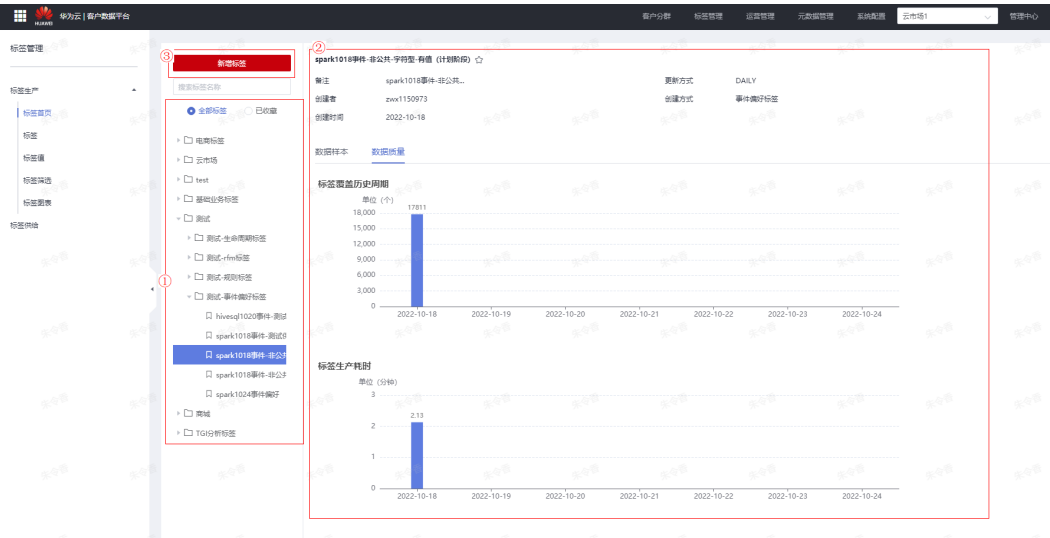 HUAWEI 华为云 | 客户数据平台 客户分群 标签管理 运营管理 元数据管理 系统配置 云市场1 管理中心
标签管理
标签生产
标签首页
标签
标签值
标签筛选
标签图表
标签供给
③
新增标签
搜索标签名称
①
全部标签 已收藏
电商标签
云市场
test
基础业务标签
测试
测试-生命周期标签
测试-rfm标签
测试-规则标签
测试-事件偏好标签
hivesql1020事件-测试
spark1018事件-测试
spark1018事件-非公共
spark1018事件-非公共
spark1024事件偏好
商城
TGI分析标签
②
spark1018事件-非公共-字符型-有值 (计划阶段)
备注 spark1018事件-非公共... 更新方式 DAILY
创建者 zwx1150973 创建方式 事件偏好标签
创建时间 2022-10-18
数据样本 数据质量
标签覆盖历史周期
单位 (个)
17811
18,000
15,000
12,000
9,000
6,000
3,000
0
2022-10-18 2022-10-19 2022-10-20 2022-10-21 2022-10-22 2022-10-23 2022-10-24
标签生产耗时
单位 (分钟)
3
2.13
2
1
0
2022-10-18 2022-10-19 2022-10-20 2022-10-21 2022-10-22 2022-10-23 2022-10-24